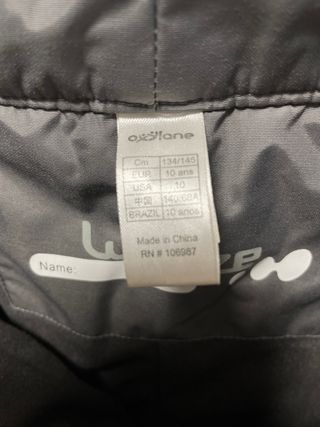 oxylane
Cm 134/145
EUR 10 ans
USA 10
中国 140/68A
BRAZIL 10 anos
Made in China
RN # 106987
Name: